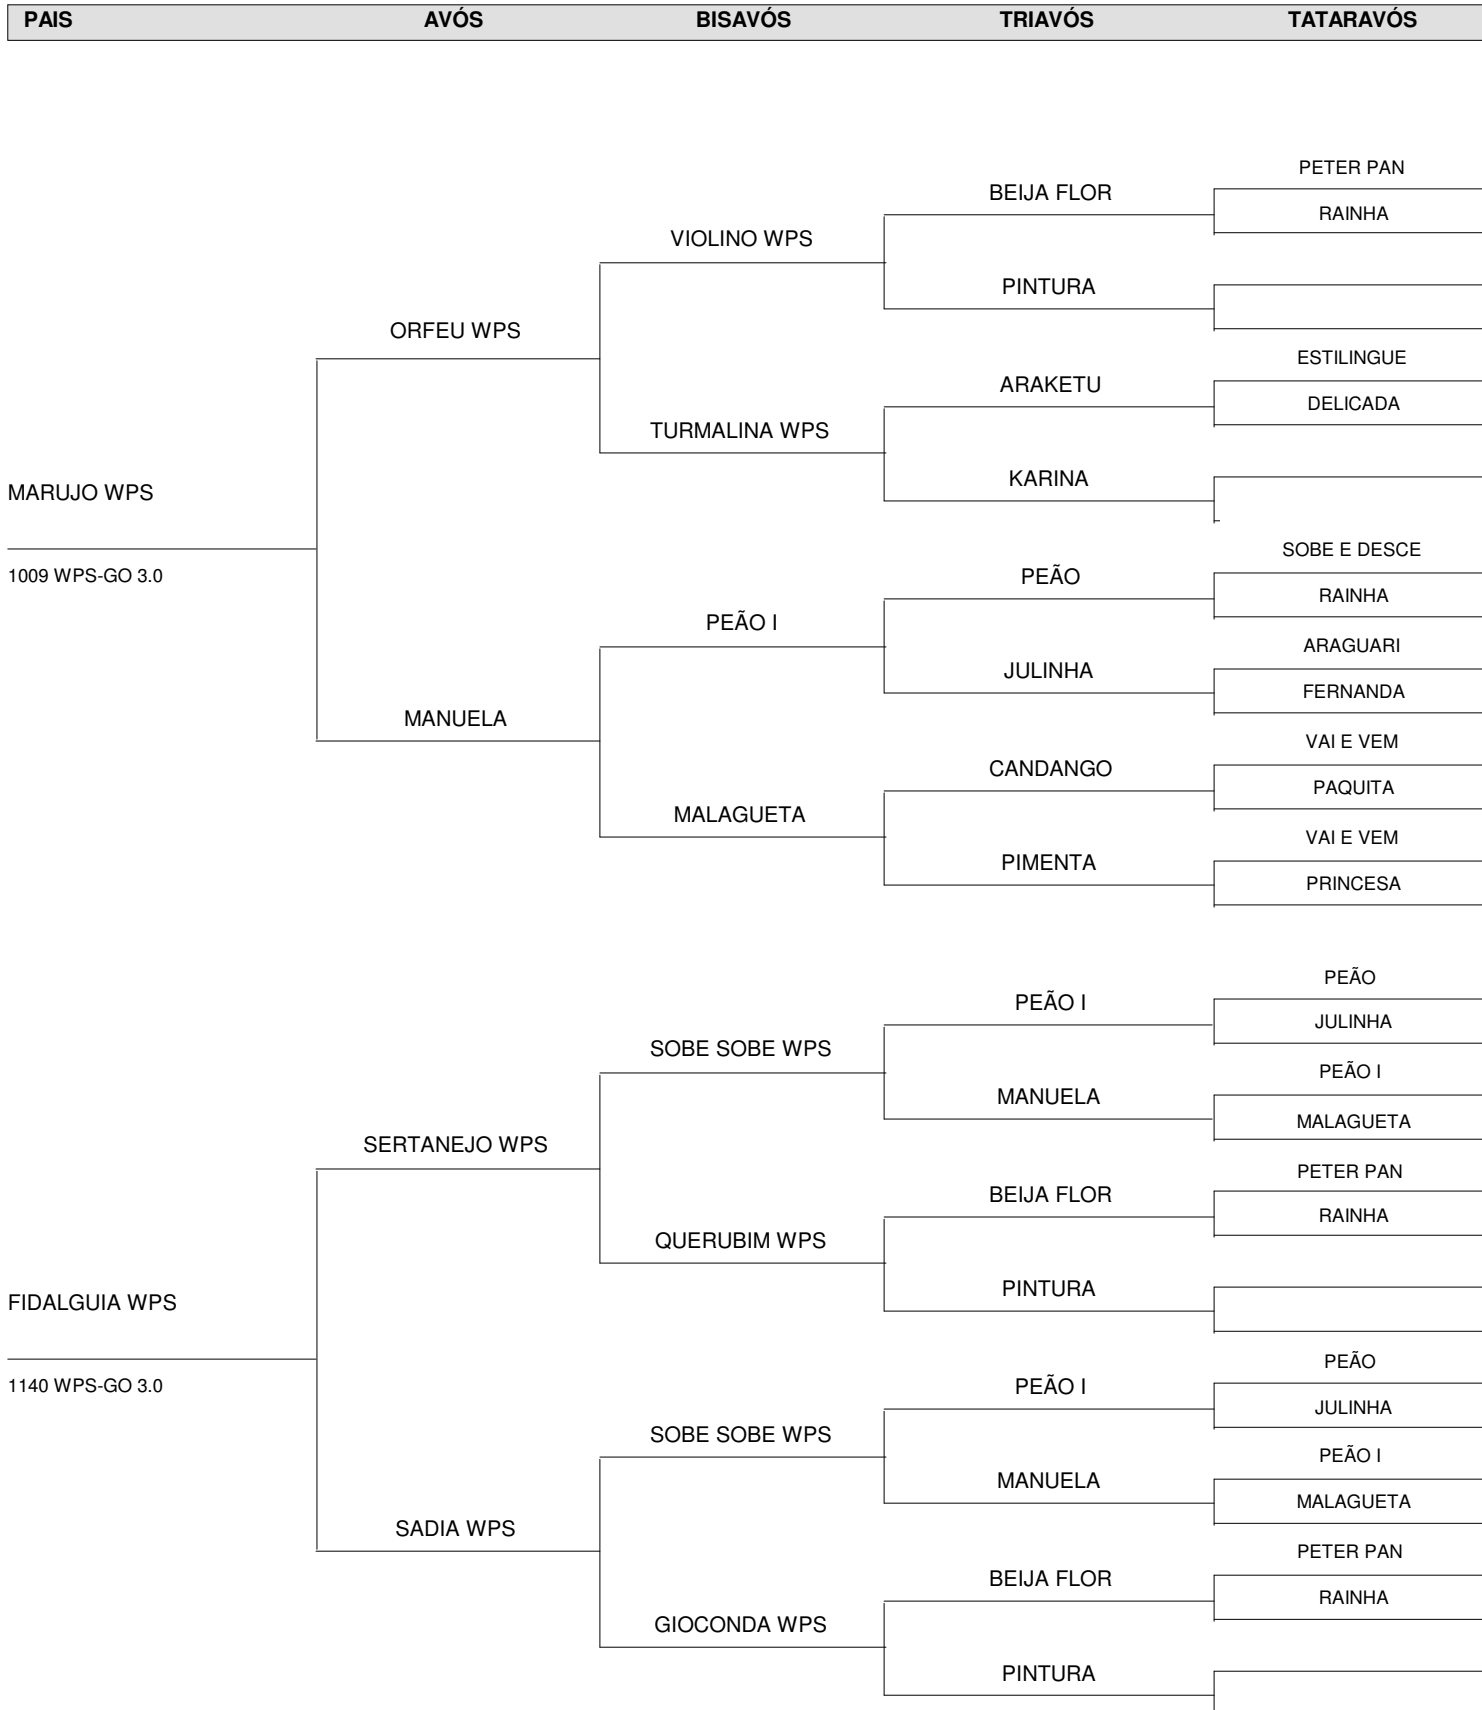 PAIS AVÓS BISAVÓS TRIAVÓS TATARAVÓS
PETER PAN
BEIJA FLOR
RAINHA
VIOLINO WPS
PINTURA
ORFEU WPS
ESTILINGUE
ARAKETU
DELICADA
TURMALINA WPS
KARINA
MARUJO WPS
SOBE E DESCE
1009 WPS-GO 3.0
PEÃO
RAINHA
PEÃO I
ARAGUARI
JULINHA
FERNANDA
MANUELA
VAI E VEM
CANDANGO
PAQUITA
MALAGUETA
VAI E VEM
PIMENTA
PRINCESA
PEÃO
PEÃO I
JULINHA
SOBE SOBE WPS
PEÃO I
MANUELA
MALAGUETA
SERTANEJO WPS
PETER PAN
BEIJA FLOR
RAINHA
QUERUBIM WPS
PINTURA
FIDALGUIA WPS
PEÃO
1140 WPS-GO 3.0
PEÃO I
JULINHA
SOBE SOBE WPS
PEÃO I
MANUELA
MALAGUETA
SADIA WPS
PETER PAN
BEIJA FLOR
RAINHA
GIOCONDA WPS
PINTURA